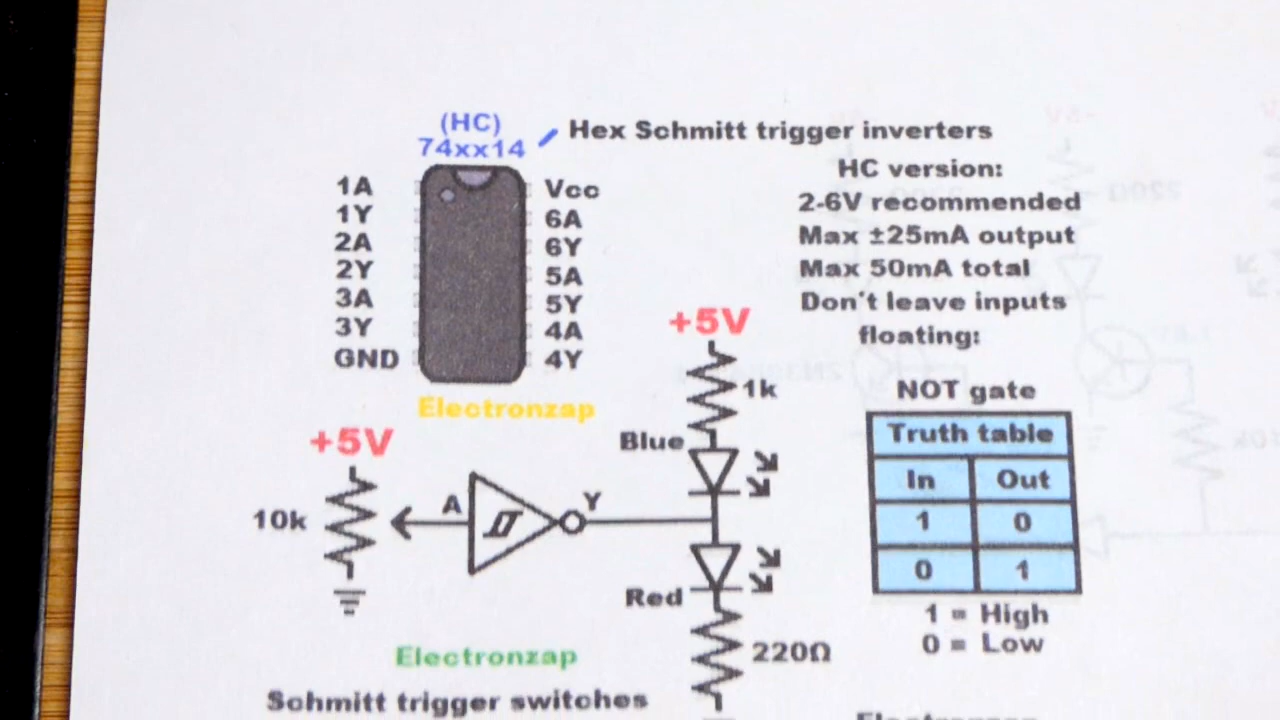 (HC)
74xx14
Hex Schmitt trigger inverters
1A
1Y
2A
2Y
3A
3Y
GND
Vcc
6A
6Y
5A
5Y
4A
4Y
Electronzap
HC version:
2-6V recommended
Max ±25mA output
Max 50mA total
Don't leave inputs
floating:
+5V
10k
A
Y
+5V
1k
Blue
Red
220Ω
NOT gate
Truth table
In Out
1 0
0 1
1 = High
0 = Low
Electronzap
Schmitt trigger switches